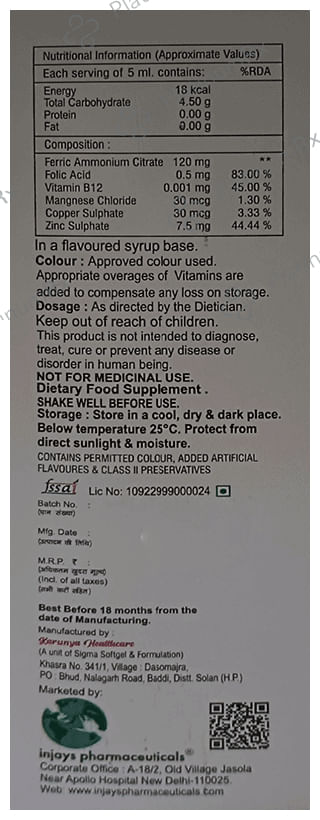 Nutritional Information (Approximate Values)
Each serving of 5 ml. contains: %RDA
Energy 18 kcal
Total Carbohydrate 4.50 g
Protein 0.00 g
Fat 0.00 g
Composition :
Ferric Ammonium Citrate 120 mg **
Folic Acid 0.5 mg 83.00 %
Vitamin B12 0.001 mg 45.00 %
Mangnese Chloride 30 mcg 1.30 %
Copper Sulphate 30 mcg 3.33 %
Zinc Sulphate 7.5 mg 44.44 %
In a flavoured syrup base.
Colour : Approved colour used.
Appropriate overages of Vitamins are
added to compensate any loss on storage.
Dosage : As directed by the Dietician.
Keep out of reach of children.
This product is not intended to diagnose,
treat, cure or prevent any disease or
disorder in human being.
NOT FOR MEDICINAL USE.
Dietary Food Supplement .
SHAKE WELL BEFORE USE.
Storage : Store in a cool, dry & dark place.
Below temperature 25°C. Protect from
direct sunlight & moisture.
CONTAINS PERMITTED COLOUR, ADDED ARTIFICIAL
FLAVOURES & CLASS II PRESERVATIVES
fssai Lic No: 10922999000024
Batch No. :
(घान संख्या)
Mfg. Date :
(उत्पादन की तिथि)
M.R.P. ₹ :
(अधिकतम खुदरा मूल्य)
(Incl. of all taxes)
(सभी करों सहित)
Best Before 18 months from the
date of Manufacturing.
Manufactured by :
Karunya Healthcare
(A unit of Sigma Softgel & Formulation)
Khasra No. 341/1, Village : Dasomajra,
PO : Bhud, Nalagarh Road, Baddi, Distt. Solan (H.P.)
Marketed by:
injays pharmaceuticals®
Corporate Office : A-18/2, Old Village Jasola
Near Apollo Hospital New Delhi-110025.
Web: www.injayspharmaceuticals.com